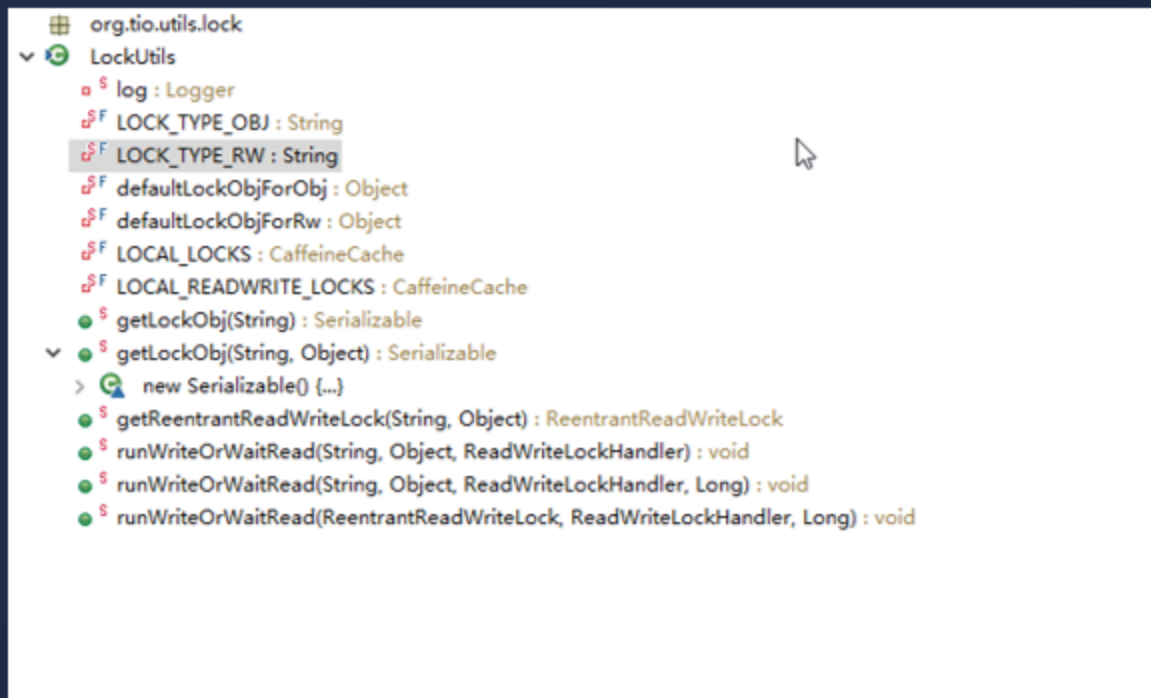 org.tio.utils.lock
LockUtils
log : Logger
LOCK_TYPE_OBJ : String
LOCK_TYPE_RW : String
defaultLockObjForObj : Object
defaultLockObjForRw : Object
LOCAL_LOCKS : CaffeineCache
LOCAL_READWRITE_LOCKS : CaffeineCache
getLockObj(String) : Serializable
getLockObj(String, Object) : Serializable
new Serializable() {...}
getReentrantReadWriteLock(String, Object) : ReentrantReadWriteLock
runWriteOrWaitRead(String, Object, ReadWriteLockHandler) : void
runWriteOrWaitRead(String, Object, ReadWriteLockHandler, Long) : void
runWriteOrWaitRead(ReentrantReadWriteLock, ReadWriteLockHandler, Long) : void